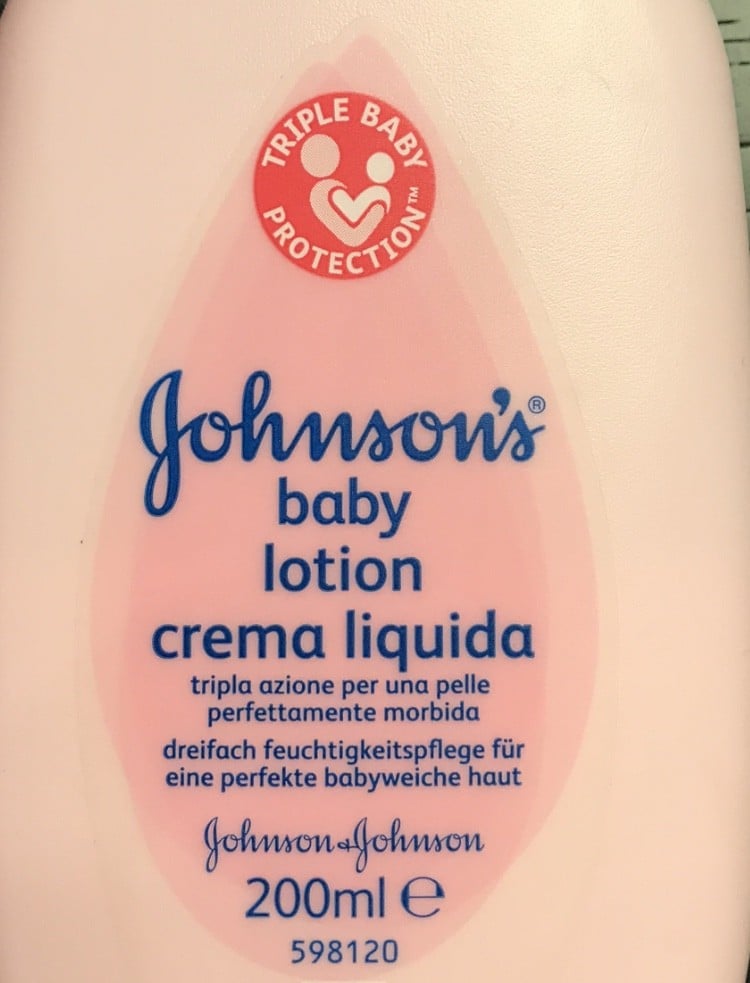 TRIPLE BABY
PROTECTION™
Johnson's®
baby
lotion
crema liquida
tripla azione per una pelle
perfettamente morbida
dreifach feuchtigkeitspflege für
eine perfekte babyweiche haut
Johnson & Johnson
200ml ℮
598120